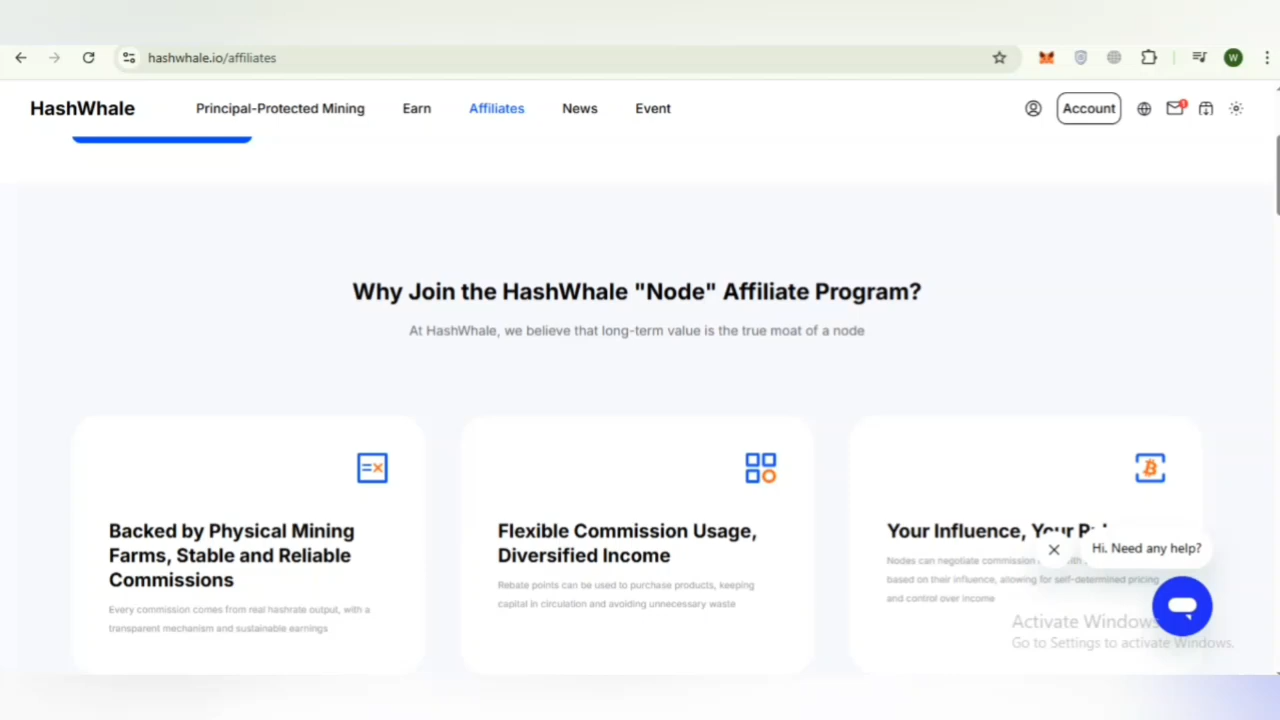 hashwhale.io/affiliates
W
HashWhale
Principal-Protected Mining
Earn
Affiliates
News
Event
Account
1
Why Join the HashWhale "Node" Affiliate Program?
At HashWhale, we believe that long-term value is the true moat of a node
Backed by Physical Mining
Farms, Stable and Reliable
Commissions
Every commission comes from real hashrate output, with a
transparent mechanism and sustainable earnings
Flexible Commission Usage,
Diversified Income
Rebate points can be used to purchase products, keeping
capital in circulation and avoiding unnecessary waste
Your Influence, Your
Nodes can negotiate commission
based on their influence, allowing for self-determined pricing
and control over income
Hi. Need any help?
Activate Windows
Go to Settings to activate Windows.